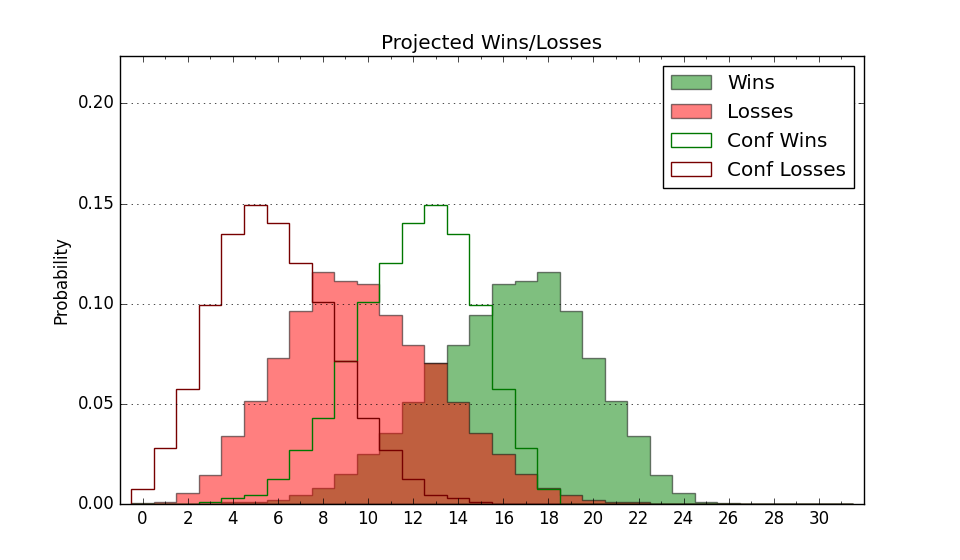 Projected Wins/Losses
Wins
Losses
Conf Wins
Conf Losses
Probability
0.20
0.15
0.10
0.05
0.00
0 2 4 6 8 10 12 14 16 18 20 22 24 26 28 30